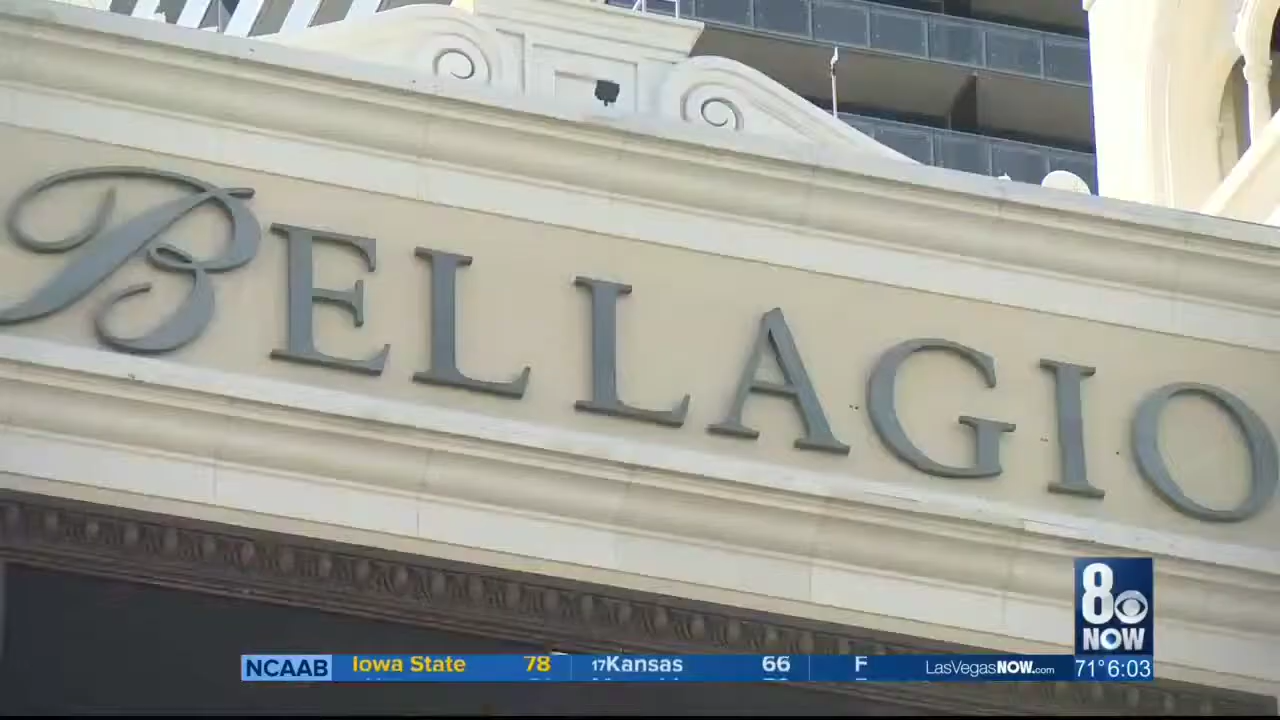 BELLAGIO
8
NOW
NCAAB Iowa State 78 17Kansas 66 F LasVegasNOW.com 71° 6:03